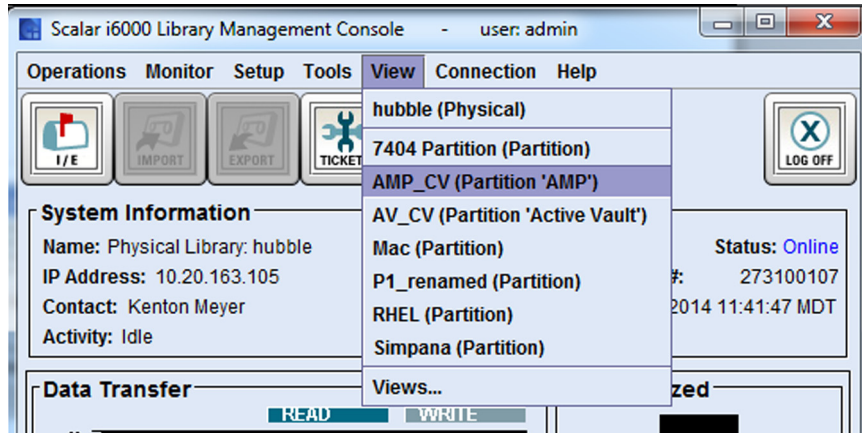 Scalar i6000 Library Management Console - user: admin
Operations Monitor Setup Tools View Connection Help
I/E IMPORT EXPORT TICKET LOG OFF
hubble (Physical)
7404 Partition (Partition)
AMP_CV (Partition 'AMP')
AV_CV (Partition 'Active Vault')
Mac (Partition)
P1_renamed (Partition)
RHEL (Partition)
Simpana (Partition)
Views...
System Information
Name: Physical Library: hubble
IP Address: 10.20.163.105
Contact: Kenton Meyer
Activity: Idle
Status: Online
#: 273100107
2014 11:41:47 MDT
Data Transfer
READ WRITE
zed